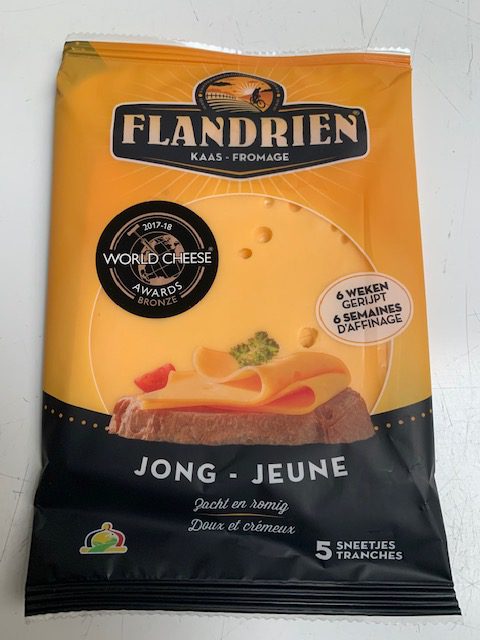 FLANDRIEN®
KAAS - FROMAGE
2017-18
WORLD CHEESE
AWARDS
BRONZE
6 WEKEN
GERIJPT
6 SEMAINES
D'AFFINAGE
JONG - JEUNE
Zacht en romig
Doux et crémeux
5 SNEETJES
TRANCHES